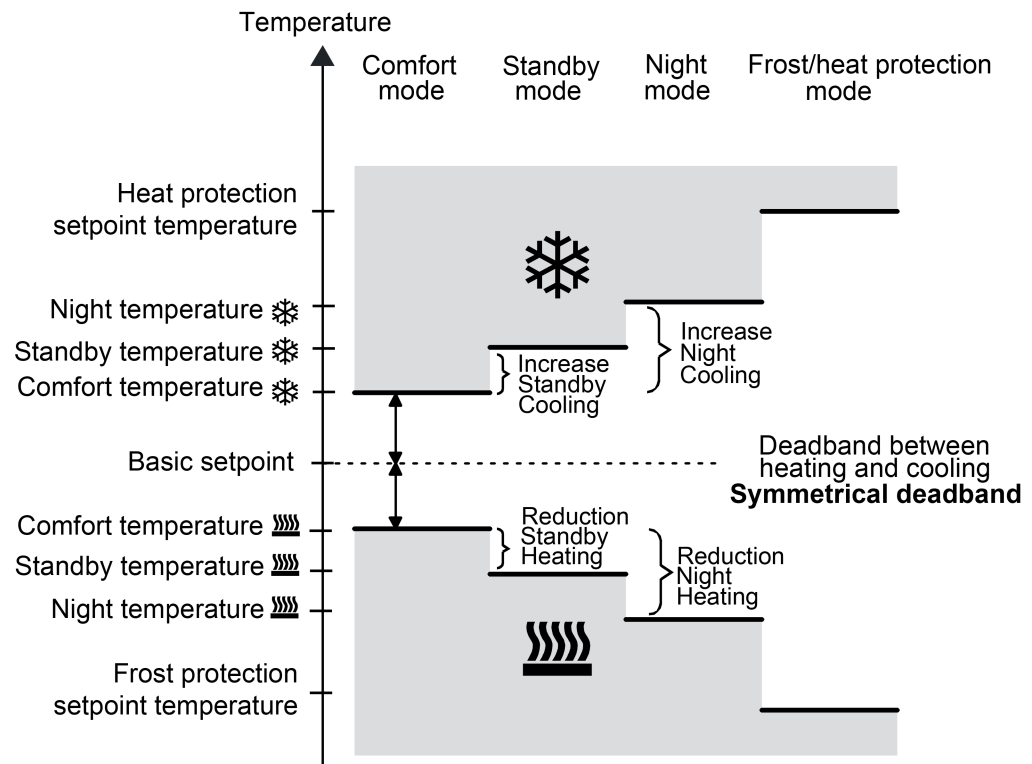 Temperature
Comfort
mode
Standby
mode
Night
mode
Frost/heat protection
mode
Heat protection
setpoint temperature
Night temperature
Standby temperature
Comfort temperature
Increase
Standby
Cooling
Increase
Night
Cooling
Basic setpoint
Deadband between
heating and cooling
Symmetrical deadband
Comfort temperature
Standby temperature
Night temperature
Reduction
Standby
Heating
Reduction
Night
Heating
Frost protection
setpoint temperature